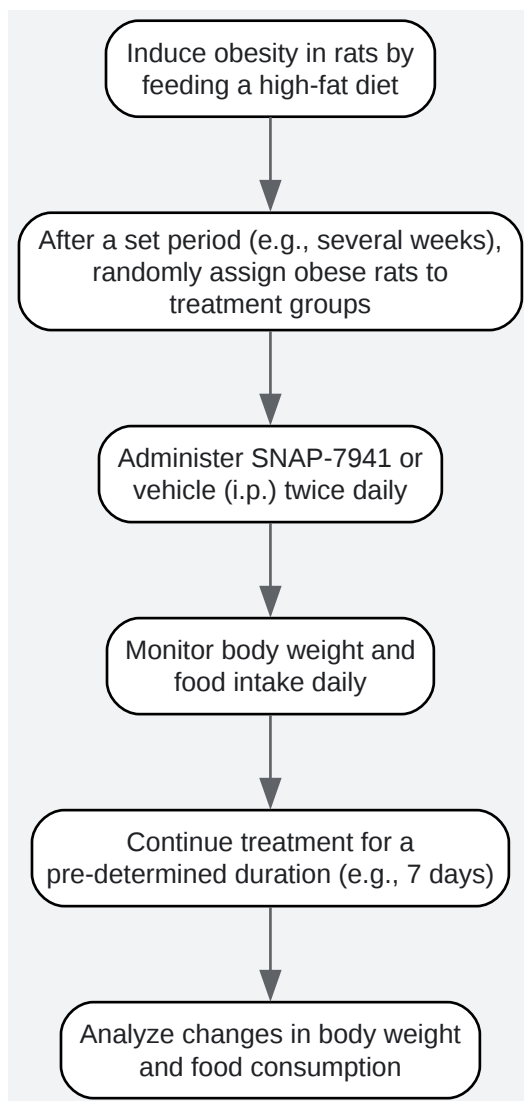 Induce obesity in rats by
feeding a high-fat diet
After a set period (e.g., several weeks),
randomly assign obese rats to
treatment groups
Administer SNAP-7941 or
vehicle (i.p.) twice daily
Monitor body weight and
food intake daily
Continue treatment for a
pre-determined duration (e.g., 7 days)
Analyze changes in body weight
and food consumption